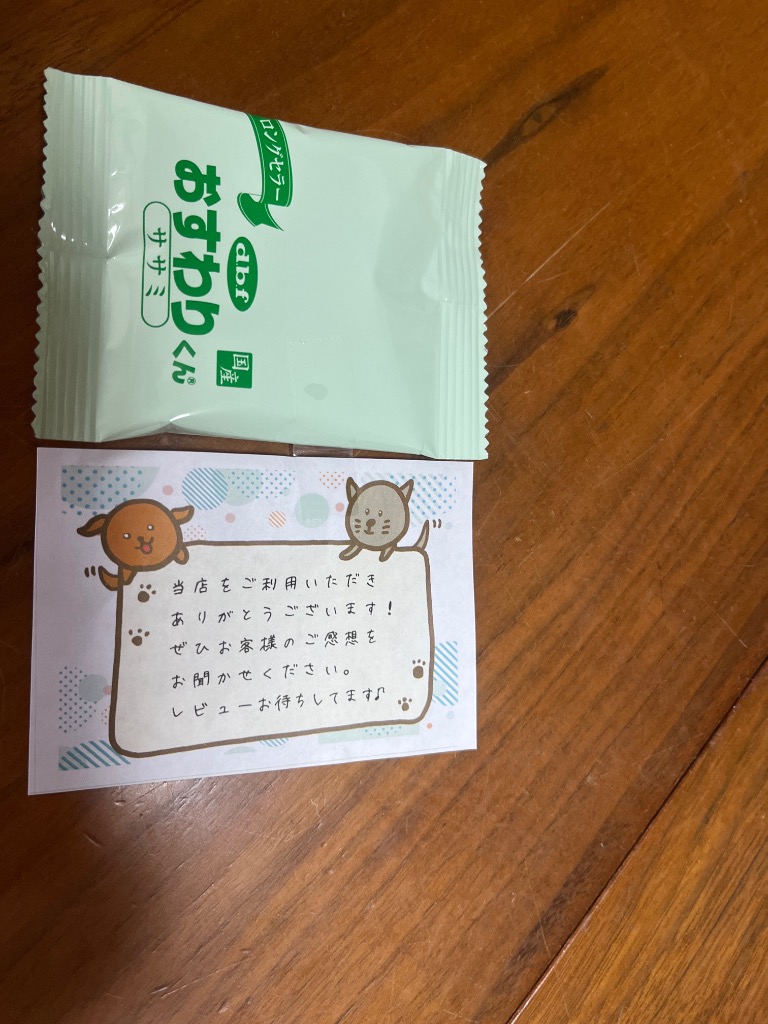 ロングセラー
d.b.f
国産
おすわりくん®
ササミ
当店をご利用いただき
ありがとうございます!
ぜひお客様のご感想を
お聞かせください。
レビューお待ちしてます♪